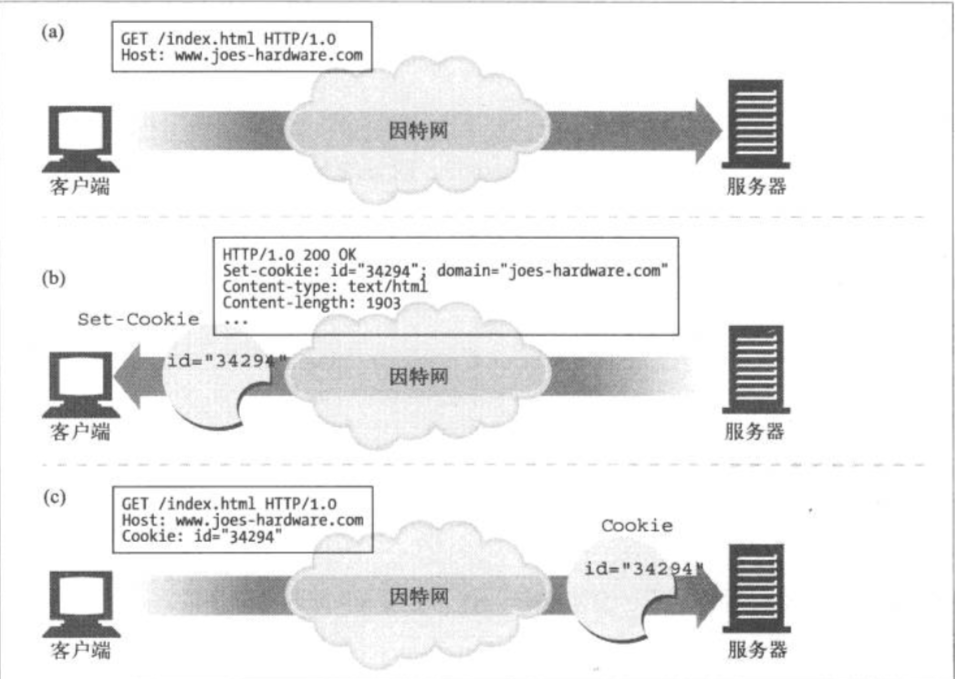 (a)
GET /index.html HTTP/1.0
Host: www.joes-hardware.com
因特网
客户端
服务器
(b)
HTTP/1.0 200 OK
Set-cookie: id="34294"; domain="joes-hardware.com"
Content-type: text/html
Content-length: 1903
...
Set-Cookie
id="34294"
因特网
客户端
服务器
(c)
GET /index.html HTTP/1.0
Host: www.joes-hardware.com
Cookie: id="34294"
Cookie
id="34294"
因特网
客户端
服务器